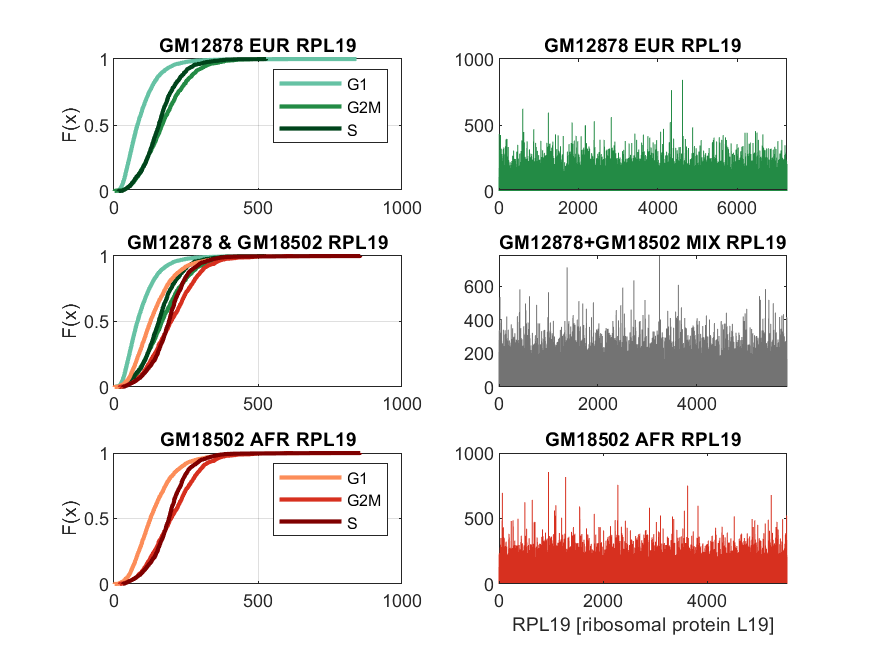 GM12878 EUR RPL19
1
0.5
0
F(x)
G1
G2M
S
0 500 1000
GM12878 EUR RPL19
1000
500
0
0 2000 4000 6000
GM12878 & GM18502 RPL19
1
0.5
0
F(x)
0 500 1000
GM12878+GM18502 MIX RPL19
600
400
200
0
0 2000 4000
GM18502 AFR RPL19
1
0.5
0
F(x)
G1
G2M
S
0 500 1000
GM18502 AFR RPL19
1000
500
0
0 2000 4000
RPL19 [ribosomal protein L19]